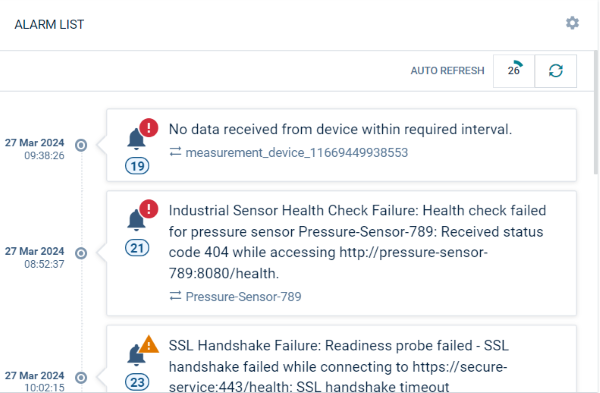 ALARM LIST
AUTO REFRESH 26
27 Mar 2024
09:38:26
19
No data received from device within required interval.
measurement_device_11669449938553
27 Mar 2024
08:52:37
21
Industrial Sensor Health Check Failure: Health check failed
for pressure sensor Pressure-Sensor-789: Received status
code 404 while accessing http://pressure-sensor-
789:8080/health.
Pressure-Sensor-789
27 Mar 2024
10:02:15
23
SSL Handshake Failure: Readiness probe failed - SSL
handshake failed while connecting to https://secure-
service:443/health: SSL handshake timeout